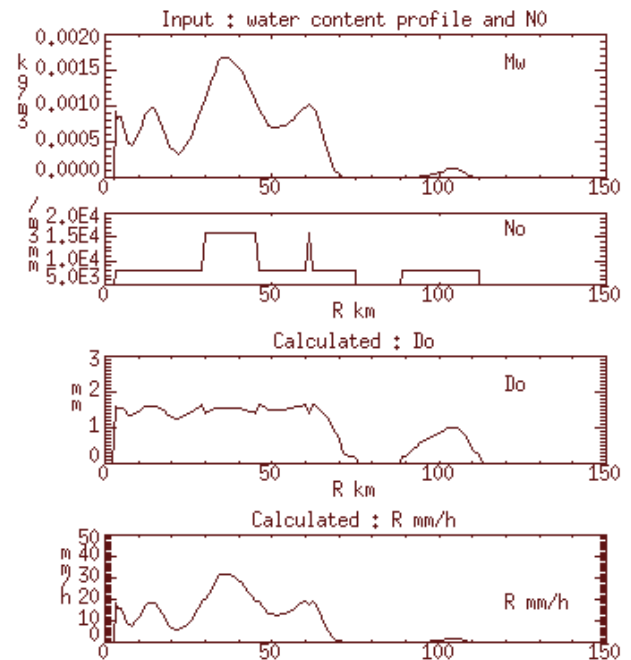 Input : water content profile and NO
kg/m3
0.0020
0.0015
0.0010
0.0005
0.0000
Mw
0 50 100 150
/m3mm
2.0E4
1.5E4
1.0E4
5.0E3
No
0 50 100 150
R km
Calculated : Do
mm
3
2
1
0
Do
0 50 100 150
R km
Calculated : R mm/h
mm/h
50
40
30
20
10
0
R mm/h
0 50 100 150